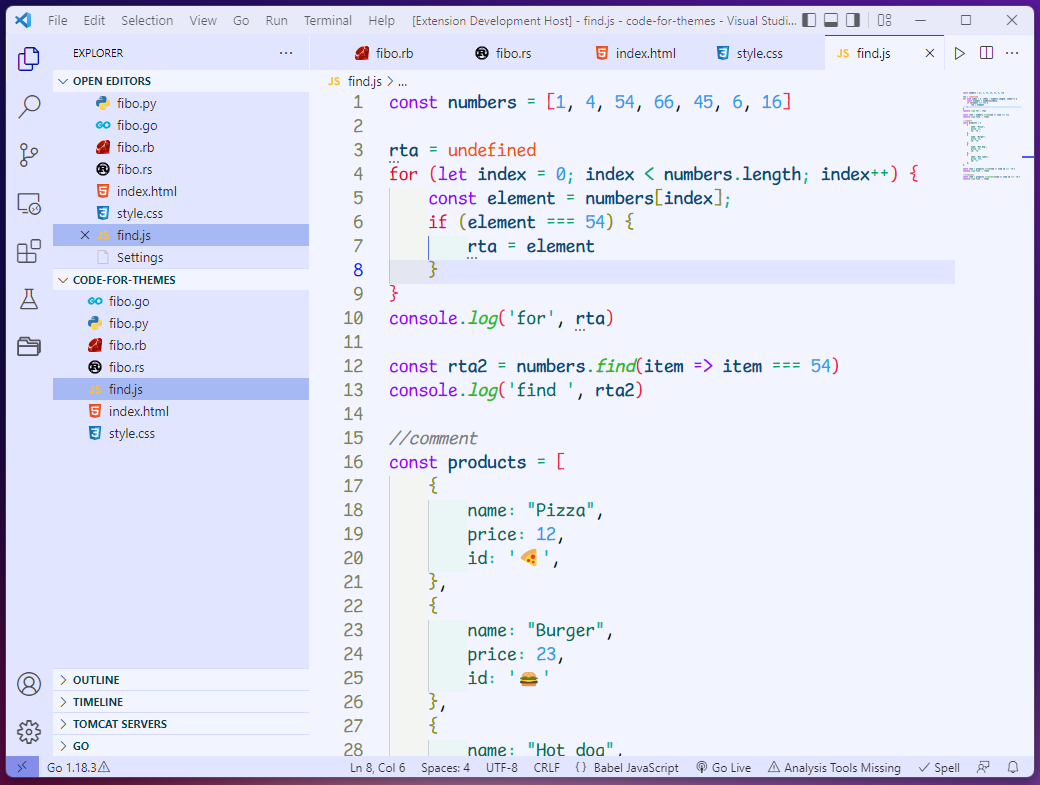 File Edit Selection View Go Run Terminal Help [Extension Development Host] - find.js - code-for-themes - Visual Studi...
EXPLORER ...
fibo.rb fibo.rs index.html style.css JS find.js
JS find.js > ...
OPEN EDITORS
fibo.py
fibo.go
fibo.rb
fibo.rs
index.html
style.css
JS find.js
Settings
CODE-FOR-THEMES
fibo.go
fibo.py
fibo.rb
fibo.rs
JS find.js
index.html
style.css
OUTLINE
TIMELINE
TOMCAT SERVERS
GO
1 const numbers = [1, 4, 54, 66, 45, 6, 16]
2
3 rta = undefined
4 for (let index = 0; index < numbers.length; index++) {
5     const element = numbers[index];
6     if (element === 54) {
7         rta = element
8     }
9 }
10 console.log('for', rta)
11
12 const rta2 = numbers.find(item => item === 54)
13 console.log('find ', rta2)
14
15 //comment
16 const products = [
17     {
18         name: "Pizza",
19         price: 12,
20         id: '🍕',
21     },
22     {
23         name: "Burger",
24         price: 23,
25         id: '🍔'
26     },
27     {
28         name: "Hot dog",
Go 1.18.3 Ln 8, Col 6 Spaces: 4 UTF-8 CRLF {} Babel JavaScript Go Live Analysis Tools Missing Spell